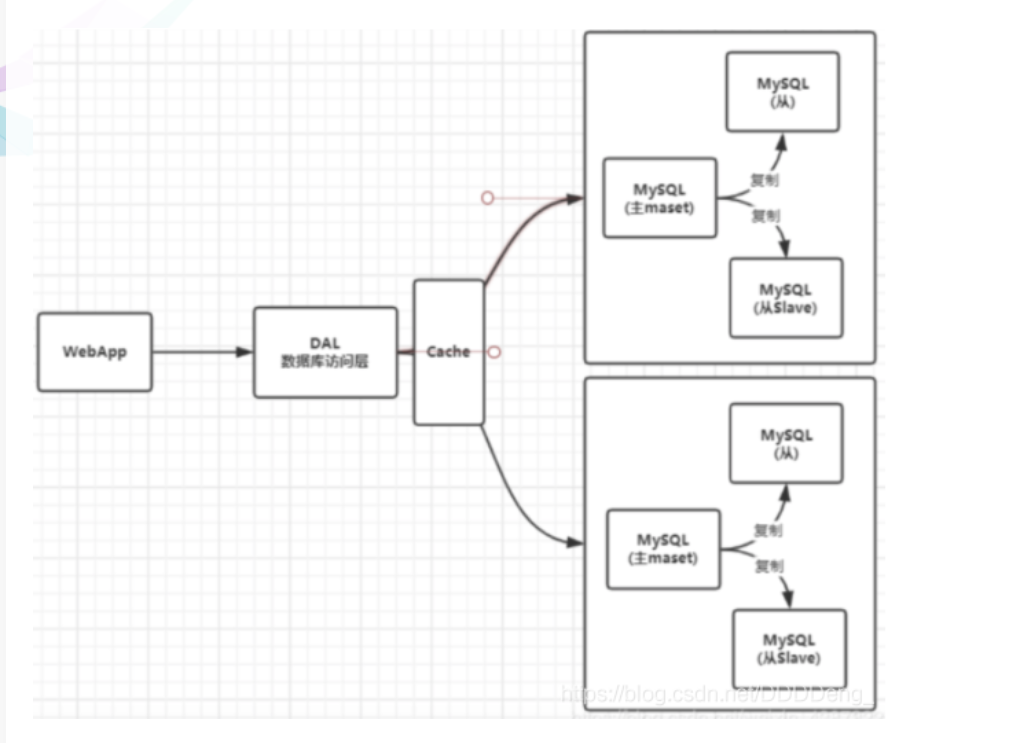 WebApp
DAL
数据库访问层
Cache
MySQL
(从)
MySQL
(主maset)
复制
复制
MySQL
(从Slave)
MySQL
(从)
MySQL
(主maset)
复制
复制
MySQL
(从Slave)
https://blog.csdn.net/DDDDeng_